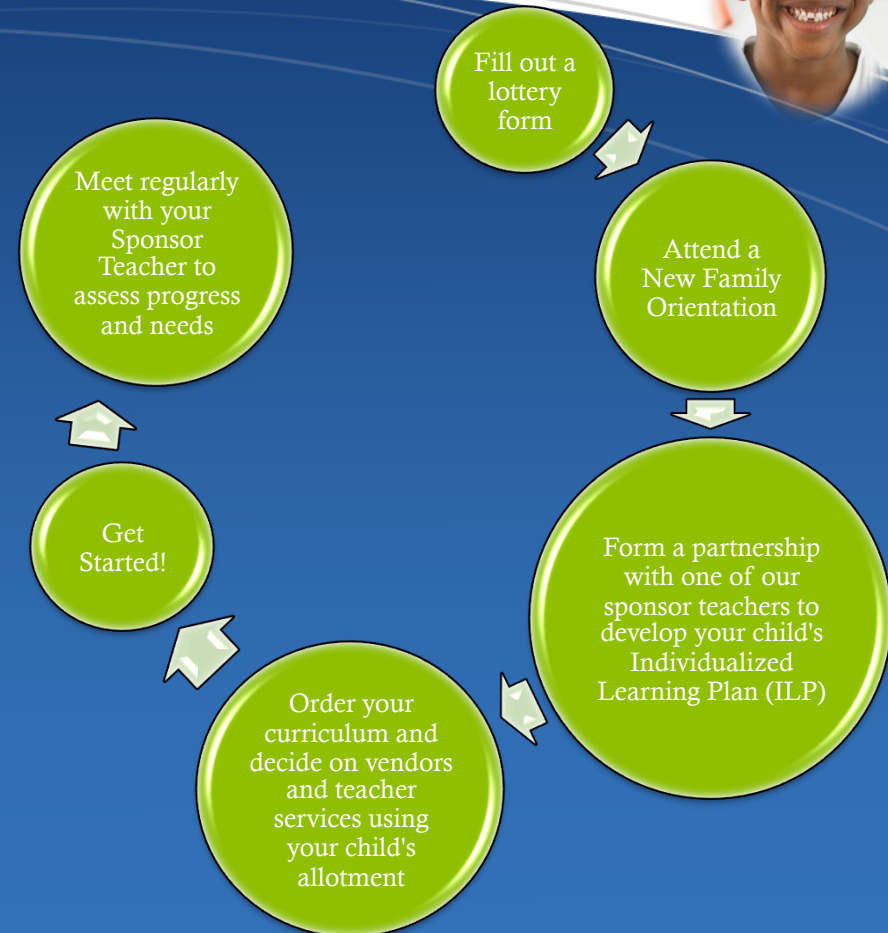 Fill out a
lottery
form
Attend a
New Family
Orientation
Form a partnership
with one of our
sponsor teachers to
develop your child's
Individualized
Learning Plan (ILP)
Order your
curriculum and
decide on vendors
and teacher
services using
your child's
allotment
Get
Started!
Meet regularly
with your
Sponsor
Teacher to
assess progress
and needs